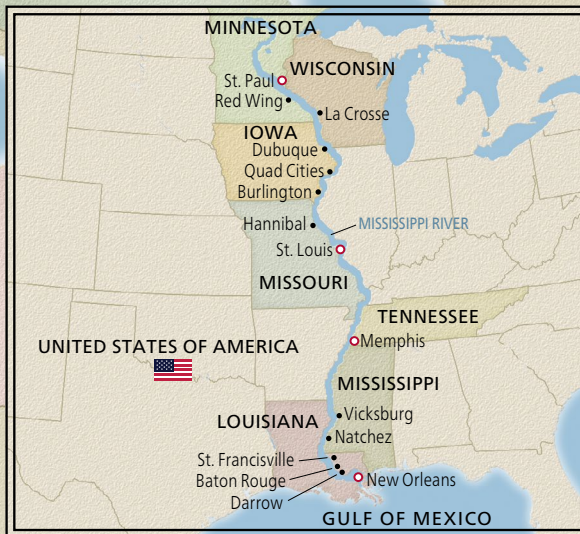 MINNESOTA
WISCONSIN
St. Paul
Red Wing
La Crosse
IOWA
Dubuque
Quad Cities
Burlington
Hannibal
MISSISSIPPI RIVER
St. Louis
MISSOURI
TENNESSEE
UNITED STATES OF AMERICA
Memphis
MISSISSIPPI
LOUISIANA
Vicksburg
Natchez
St. Francisville
Baton Rouge
New Orleans
Darrow
GULF OF MEXICO